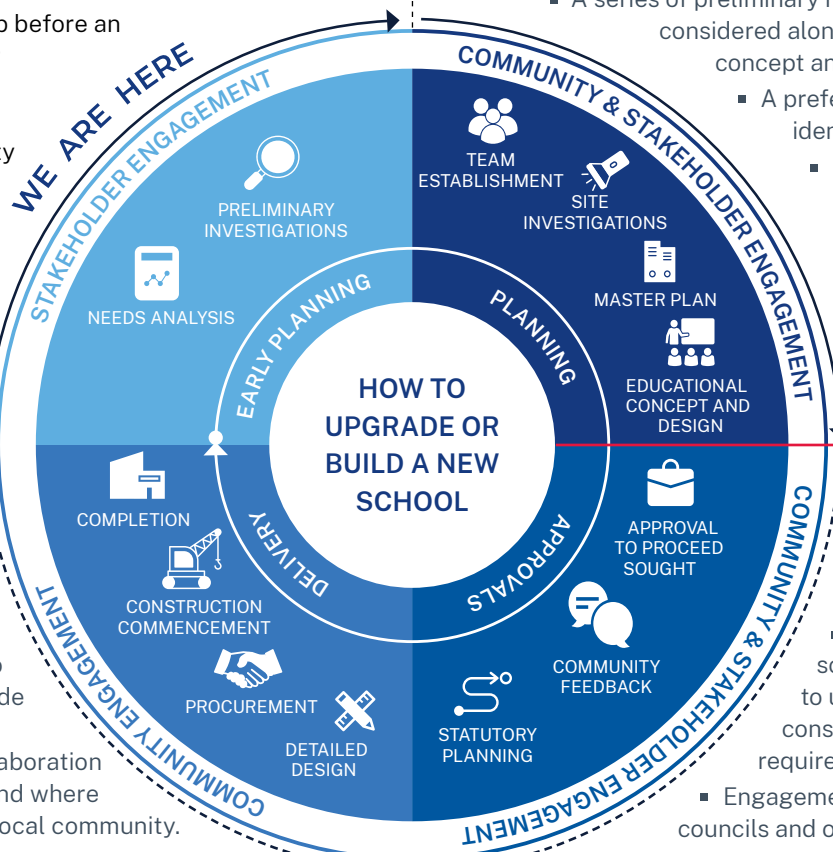 before an
WE ARE HERE
STAKEHOLDER ENGAGEMENT
PRELIMINARY
INVESTIGATIONS
NEEDS ANALYSIS
EARLY PLANNING
COMMUNITY & STAKEHOLDER ENGAGEMENT
TEAM
ESTABLISHMENT
SITE
INVESTIGATIONS
MASTER PLAN
EDUCATIONAL
CONCEPT AND
DESIGN
PLANNING
HOW TO
UPGRADE OR
BUILD A NEW
SCHOOL
APPROVALS
APPROVAL
TO PROCEED
SOUGHT
COMMUNITY
FEEDBACK
STATUTORY
PLANNING
COMMUNITY & STAKEHOLDER ENGAGEMENT
DELIVERY
COMPLETION
CONSTRUCTION
COMMENCEMENT
PROCUREMENT
DETAILED
DESIGN
COMMUNITY ENGAGEMENT
▪ A series of preliminary
considered alon
concept an
▪ A prefe
iden
to u
cons
require
▪ Engageme
councils and o
aboration
nd where
ocal community.